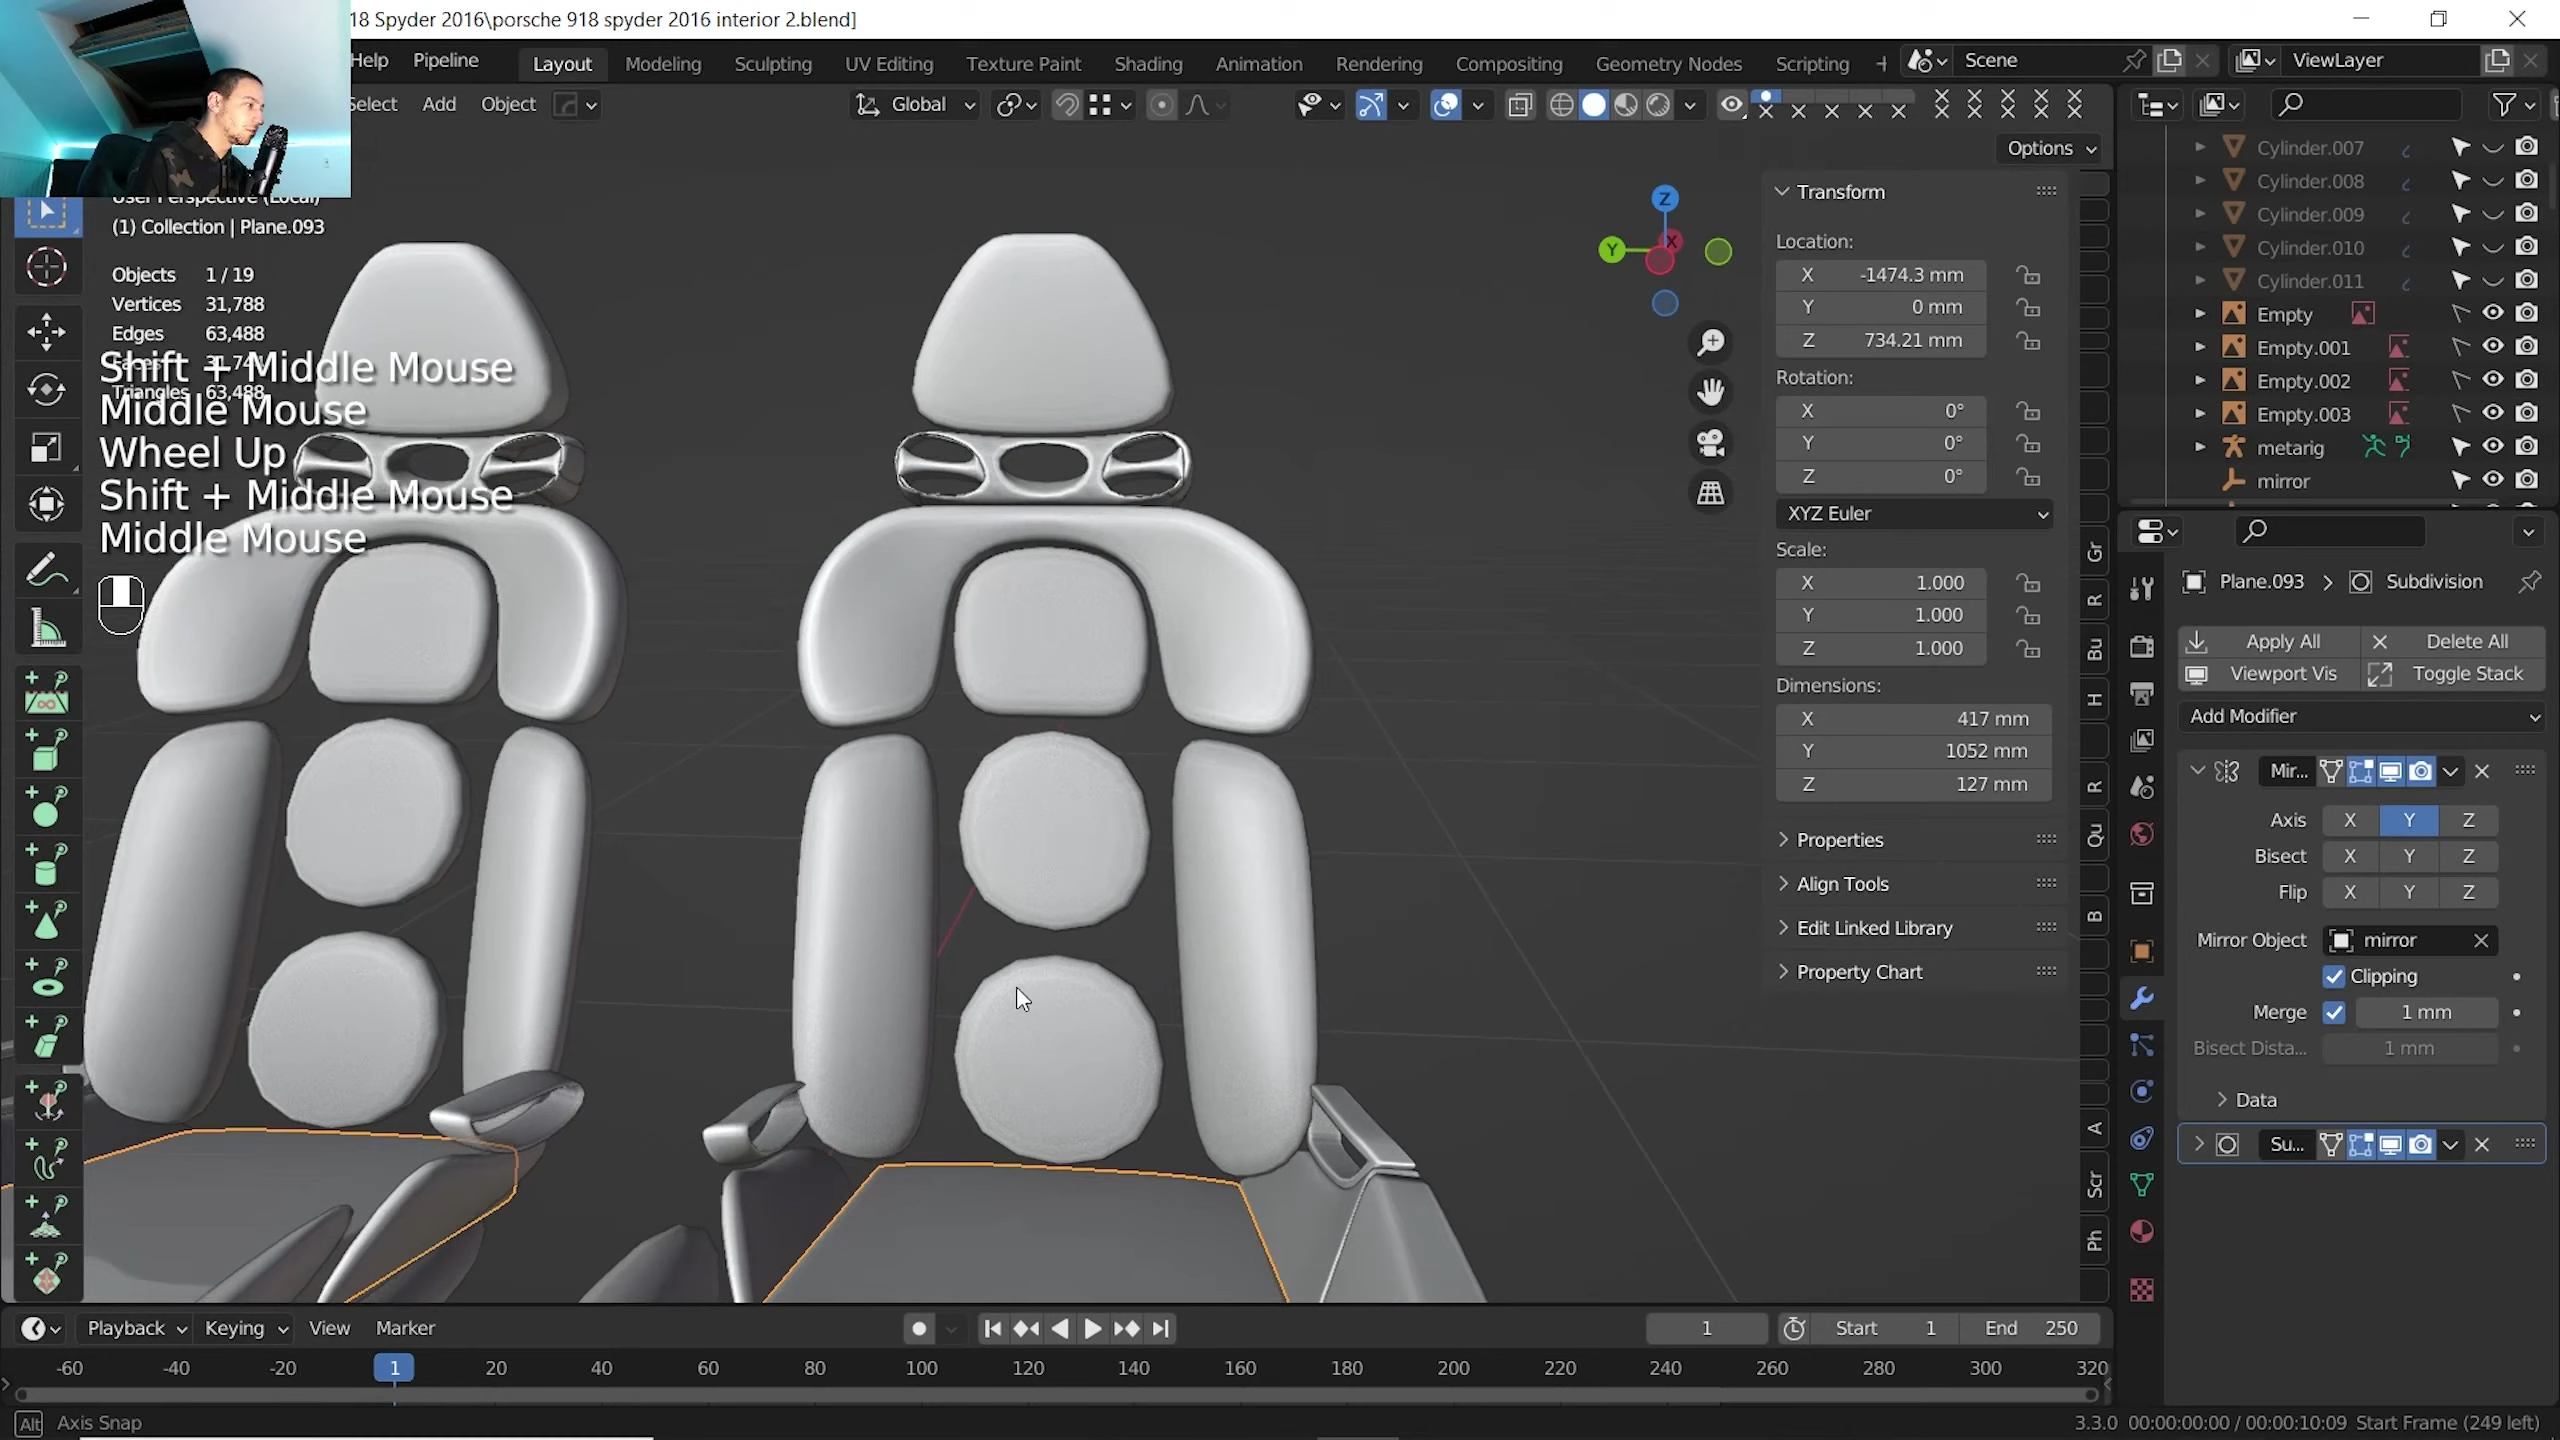 18 Spyder 2016\porsche 918 spyder 2016 interior 2.blend]
Help Pipeline Layout Modeling Sculpting UV Editing Texture Paint Shading Animation Rendering Compositing Geometry Nodes Scripting + Scene ViewLayer
Select Add Object Global
Options
User Perspective (Local)
(1) Collection | Plane.093
Objects 1 / 19
Vertices 31,788
Edges 63,488
Triangles 63,488
Shift + Middle Mouse
Middle Mouse
Wheel Up
Shift + Middle Mouse
Middle Mouse
Z
Y
X
Transform
Location:
X -1474.3 mm
Y 0 mm
Z 734.21 mm
Rotation:
X 0°
Y 0°
Z 0°
XYZ Euler
Scale:
X 1.000
Y 1.000
Z 1.000
Dimensions:
X 417 mm
Y 1052 mm
Z 127 mm
Properties
Align Tools
Edit Linked Library
Property Chart
Gr
R
Bu
H
R
Qu
B
A
Scr
Ph
Cylinder.007
Cylinder.008
Cylinder.009
Cylinder.010
Cylinder.011
Empty
Empty.001
Empty.002
Empty.003
metarig
mirror
Plane.093 > Subdivision
Apply All Delete All
Viewport Vis Toggle Stack
Add Modifier
Mir...
Axis X Y Z
Bisect X Y Z
Flip X Y Z
Mirror Object mirror
Clipping
Merge 1 mm
Bisect Dista... 1 mm
Data
Su...
Playback Keying View Marker 1 Start 1 End 250
-60 -40 -20 1 20 40 60 80 100 120 140 160 180 200 220 240 260 280 300 320
Alt Axis Snap
3.3.0 00:00:00:00 / 00:00:10:09 Start Frame (249 left)